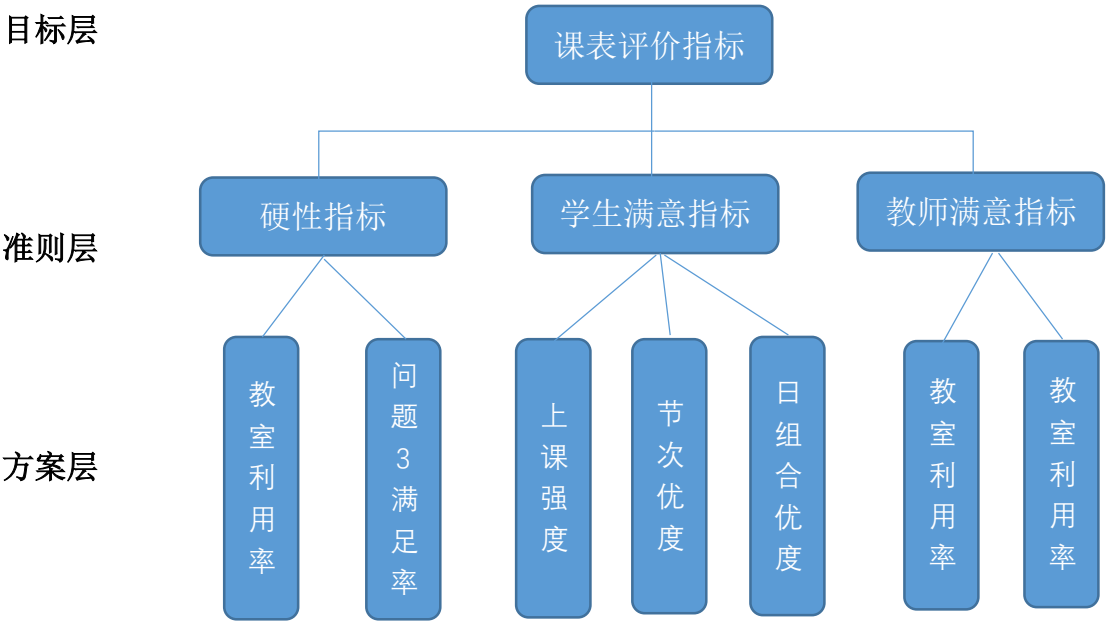 目标层
课表评价指标
准则层
硬性指标
学生满意指标
教师满意指标
方案层
教室利用率
问题3满足率
上课强度
节次优度
日组合优度
教室利用率
教室利用率